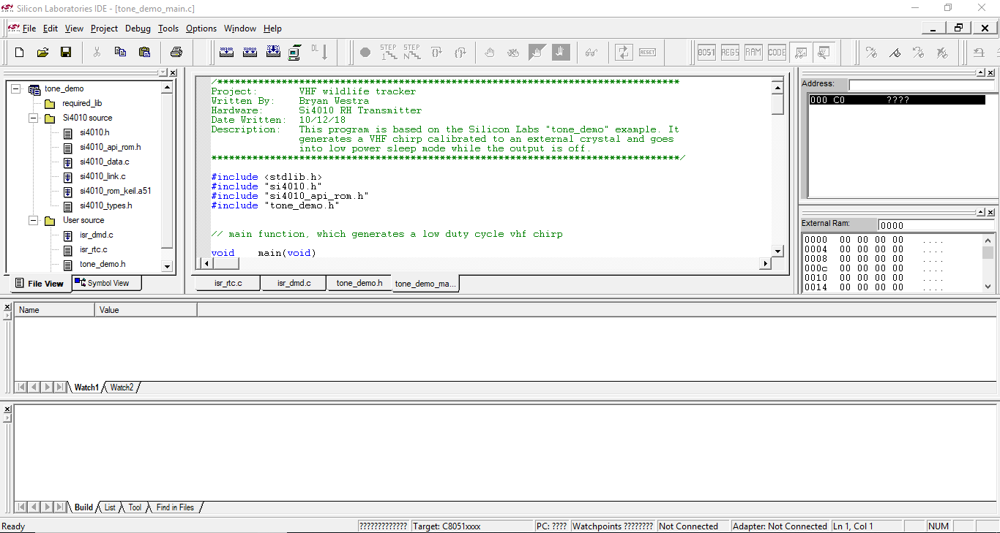 Silicon Laboratories IDE - [tone_demo_main.c]
File Edit View Project Debug Tools Options Window Help
DL STEP STEP N 8051 REGS RAM CODE RESET
tone_demo
required_lib
Si4010 source
si4010.h
si4010_api_rom.h
si4010_data.c
si4010_link.c
si4010_rom_keil.a51
si4010_types.h
User source
isr_dmd.c
isr_rtc.c
tone_demo.h
File View Symbol View
/*******************************************************************************
Project: VHF wildlife tracker
Written By: Bryan Westra
Hardware: Si4010 RH Transmitter
Date Written: 10/12/18
Description: This program is based on the Silicon Labs "tone_demo" example. It
generates a VHF chirp calibrated to an external crystal and goes
into low power sleep mode while the output is off.
********************************************************************************/
#include <stdlib.h>
#include "si4010.h"
#include "si4010_api_rom.h"
#include "tone_demo.h"
// main function, which generates a low duty cycle vhf chirp
void main(void)
isr_rtc.c isr_dmd.c tone_demo.h tone_demo_ma...
Address:
000 C0 ????
External Ram: 0000
0000 00 00 00 00 ....
0004 00 00 00 00 ....
0008 00 00 00 00 ....
000c 00 00 00 00 ....
0010 00 00 00 00 ....
0014 00 00 00 00 ....
Name Value
Watch1 Watch2
Build List Tool Find in Files
Ready ????????????? Target: C8051xxxx PC: ???? Watchpoints ???????? Not Connected Adapter: Not Connected Ln 1, Col 1 NUM